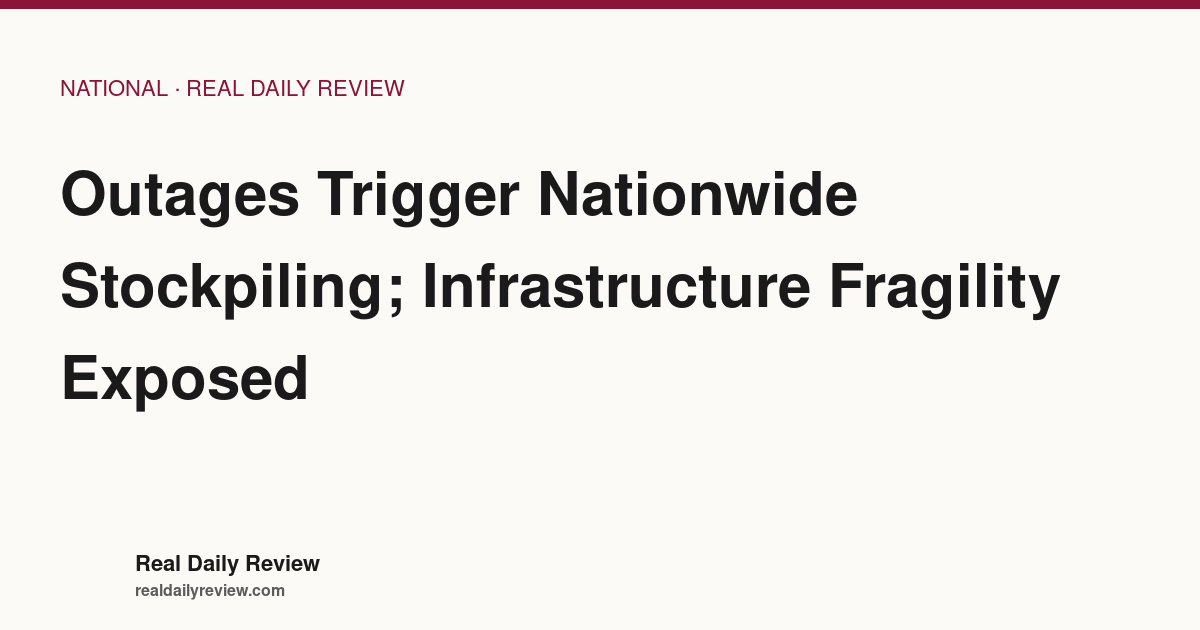 NATIONAL · REAL DAILY REVIEW
Outages Trigger Nationwide
Stockpiling; Infrastructure Fragility
Exposed
Real Daily Review
realdailyreview.com